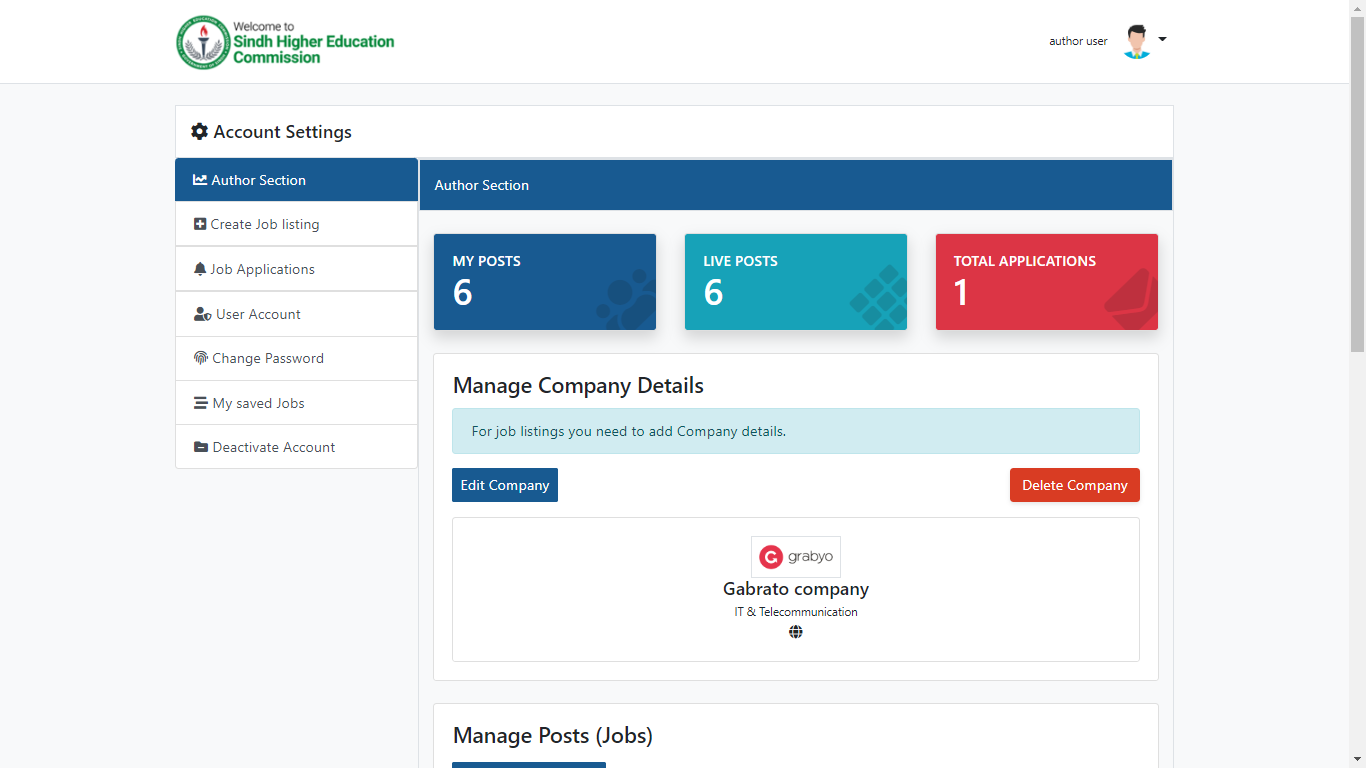 Welcome to
Sindh Higher Education
Commission
author user
Account Settings
Author Section
Create Job listing
Job Applications
User Account
Change Password
My saved Jobs
Deactivate Account
Author Section
MY POSTS
6
LIVE POSTS
6
TOTAL APPLICATIONS
1
Manage Company Details
For job listings you need to add Company details.
Edit Company
Delete Company
grabyo
Gabrato company
IT & Telecommunication
Manage Posts (Jobs)